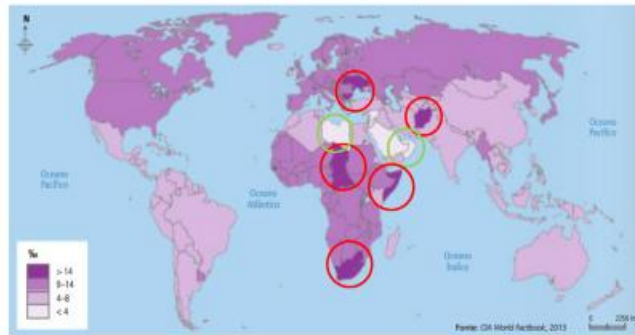 N
Oceano
Pacífico
Oceano
Pacífico
Oceano
Atlântico
Oceano
Índico
‰
> 14
9–14
4–8
< 4
0
Fonte: CIA World Factbook, 2013